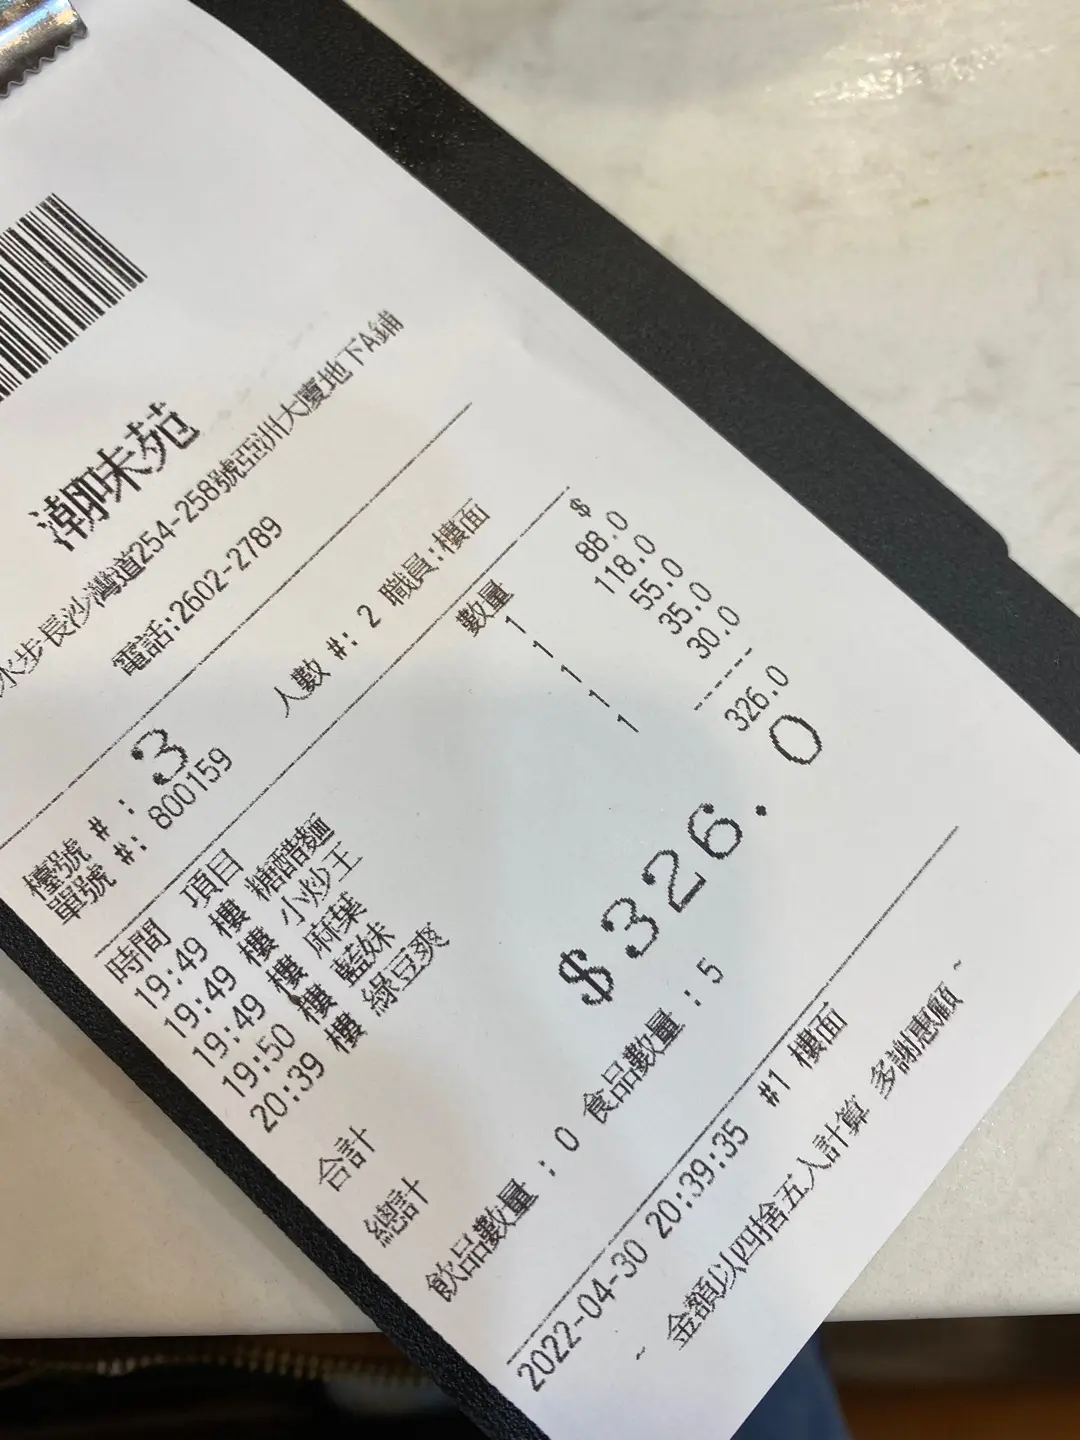 潮味苑
水步長沙灣道254-258號亞洲大廈地下A鋪
電話:2602-2789
檯號 #: 3 人數 #: 2 職員:樓面
單號 #: 800159
時間 項目 數量 $
19:49 樓 糖醋麵 1 88.0
19:49 樓 小炒王 1 118.0
19:49 樓 麻葉 1 55.0
19:50 樓 藍妹 1 35.0
20:39 樓 綠豆爽 1 30.0
合計 326.0
總計 $326.0
飲品數量 : 0 食品數量 : 5
2022-04-30 20:39:35 #1 樓面
~ 金額以四捨五入計算 多謝惠顧 ~